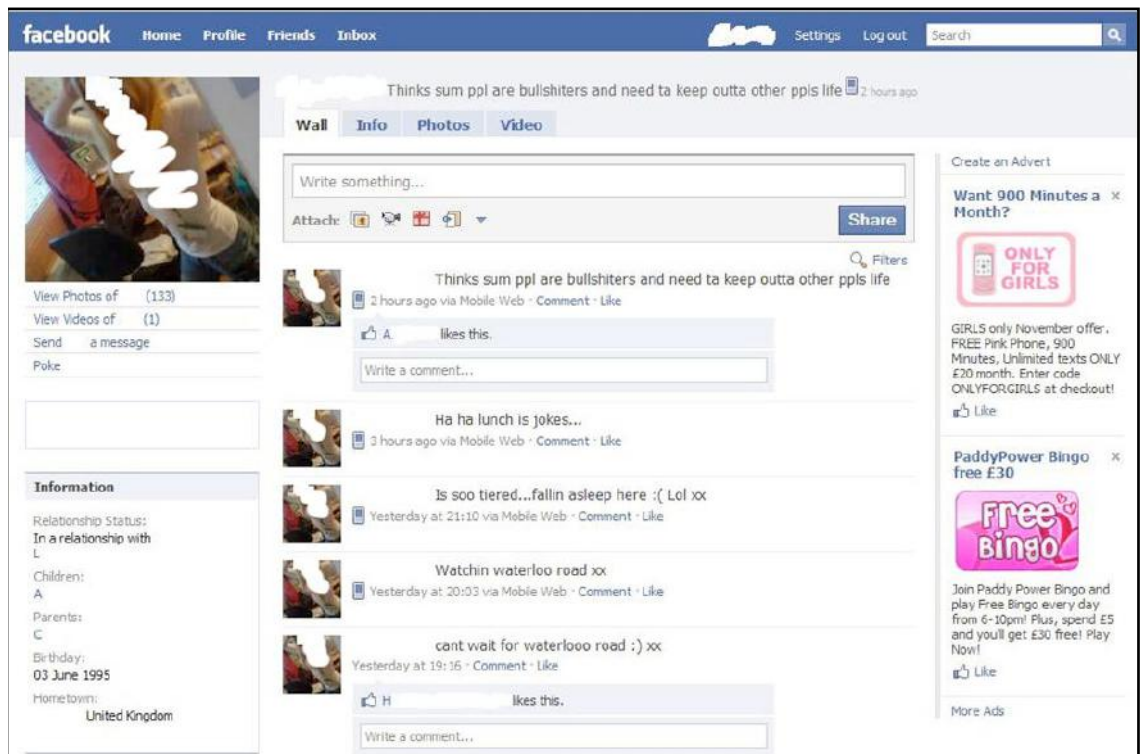 facebook Home Profile Friends Inbox Settings Log out Search
Thinks sum ppl are bullshiters and need ta keep outta other ppls life 2 hours ago
Wall Info Photos Video
Write something...
Attach:
Share
Filters
Thinks sum ppl are bullshiters and need ta keep outta other ppls life
2 hours ago via Mobile Web · Comment · Like
A likes this.
Write a comment...
Ha ha lunch is jokes...
3 hours ago via Mobile Web · Comment · Like
Is soo tiered...fallin asleep here :( Lol xx
Yesterday at 21:10 via Mobile Web · Comment · Like
Watchin waterloo road xx
Yesterday at 20:03 via Mobile Web · Comment · Like
cant wait for waterlooo road :) xx
Yesterday at 19:16 · Comment · Like
H likes this.
Write a comment...
View Photos of (133)
View Videos of (1)
Send a message
Poke
Information
Relationship Status:
In a relationship with
L
Children:
A
Parents:
C
Birthday:
03 June 1995
Hometown:
United Kingdom
Create an Advert
Want 900 Minutes a
Month?
ONLY
FOR
GIRLS
GIRLS only November offer.
FREE Pink Phone, 900
Minutes, Unlimited texts ONLY
£20 month. Enter code
ONLYFORGIRLS at checkout!
Like
PaddyPower Bingo
free £30
Free
Bingo
Join Paddy Power Bingo and
play Free Bingo every day
from 6-10pm! Plus, spend £5
and you'll get £30 free! Play
Now!
Like
More Ads